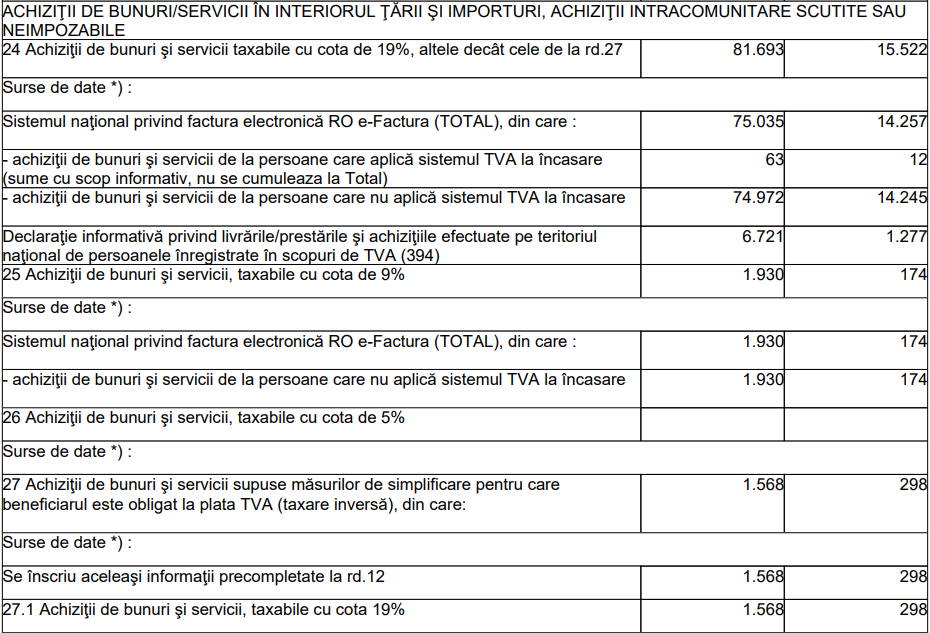 ACHIZIŢII DE BUNURI/SERVICII ÎN INTERIORUL ŢĂRII ŞI IMPORTURI, ACHIZIŢII INTRACOMUNITARE SCUTITE SAU
NEIMPOZABILE
24 Achiziţii de bunuri şi servicii taxabile cu cota de 19%, altele decât cele de la rd.27 81.693 15.522
Surse de date *) :
Sistemul naţional privind factura electronică RO e-Factura (TOTAL), din care : 75.035 14.257
- achiziţii de bunuri şi servicii de la persoane care aplică sistemul TVA la încasare 63 12
(sume cu scop informativ, nu se cumuleaza la Total)
- achiziţii de bunuri şi servicii de la persoane care nu aplică sistemul TVA la încasare 74.972 14.245
Declaraţie informativă privind livrările/prestările şi achiziţiile efectuate pe teritoriul 6.721 1.277
naţional de persoanele înregistrate în scopuri de TVA (394)
25 Achiziţii de bunuri şi servicii, taxabile cu cota de 9% 1.930 174
Surse de date *) :
Sistemul naţional privind factura electronică RO e-Factura (TOTAL), din care : 1.930 174
- achiziţii de bunuri şi servicii de la persoane care nu aplică sistemul TVA la încasare 1.930 174
26 Achiziţii de bunuri şi servicii, taxabile cu cota de 5%
Surse de date *) :
27 Achiziţii de bunuri şi servicii supuse măsurilor de simplificare pentru care 1.568 298
beneficiarul este obligat la plata TVA (taxare inversă), din care:
Surse de date *) :
Se înscriu aceleaşi informaţii precompletate la rd.12 1.568 298
27.1 Achiziţii de bunuri şi servicii, taxabile cu cota 19% 1.568 298